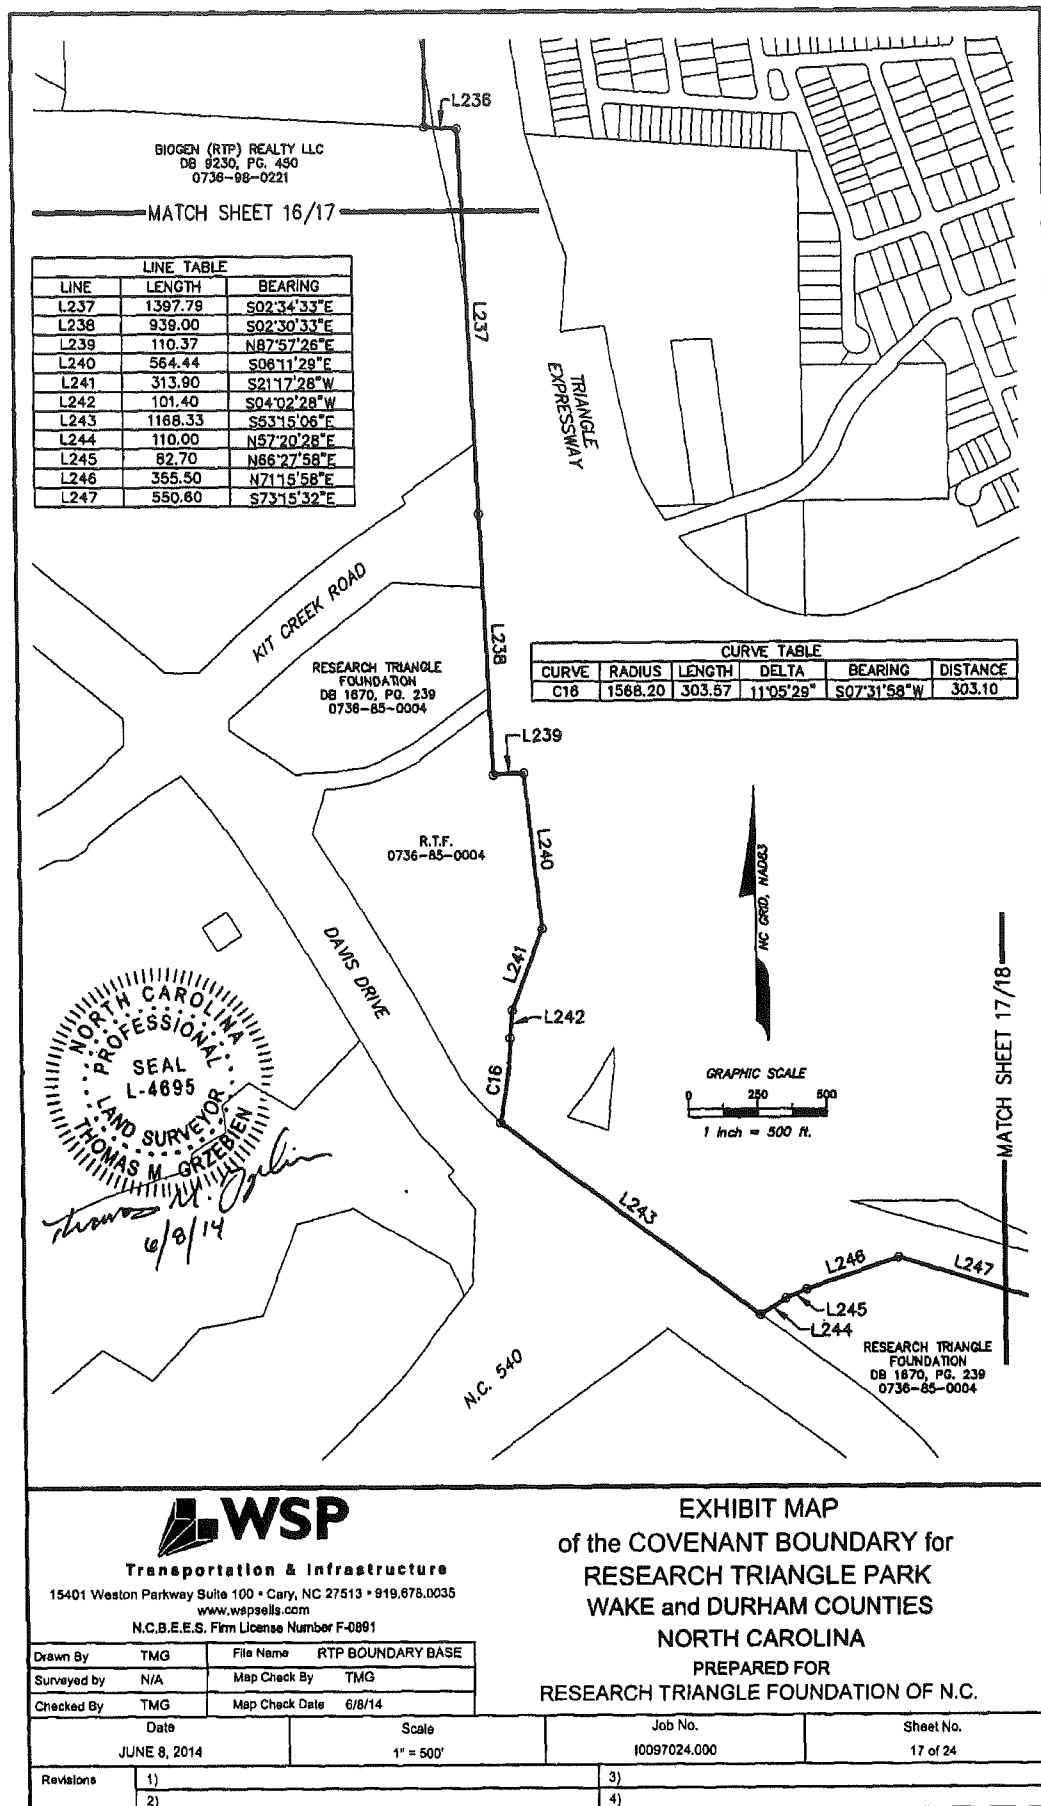 L236
BIOGEN (RTP) REALTY LLC
DB 9230, PG. 450
0736-98-0221
MATCH SHEET 16/17
LINE TABLE
LINE LENGTH BEARING
L237 1397.79 S02°34'33"E
L238 939.00 S02°30'33"E
L239 110.37 N87°57'26"E
L240 564.44 S06°11'29"E
L241 313.90 S21°17'28"W
L242 101.40 S04°02'28"W
L243 1168.33 S53°15'06"E
L244 110.00 N57°20'28"E
L245 82.70 N66°27'58"E
L246 355.50 N71°15'58"E
L247 550.60 S73°15'32"E
L237
TRIANGLE
EXPRESSWAY
KIT CREEK ROAD
L238
RESEARCH TRIANGLE
FOUNDATION
DB 1670, PG. 239
0736-85-0004
CURVE TABLE
CURVE RADIUS LENGTH DELTA BEARING DISTANCE
C16 1568.20 303.57 11°05'29" S07°31'58"W 303.10
L239
R.T.F.
0736-85-0004
L240
NC GRID, NAD83
DAVIS DRIVE
L241
L242
C16
MATCH SHEET 17/18
NORTH CAROLINA
PROFESSIONAL
SEAL
L-4695
LAND SURVEYOR
THOMAS M. GRZEBIEN
Thomas M. Grzebien
6/8/14
GRAPHIC SCALE
0 250 500
1 inch = 500 ft.
L243
L246
L247
L245
L244
RESEARCH TRIANGLE
FOUNDATION
DB 1670, PG. 239
0736-85-0004
N.C. 540
WSP
Transportation & Infrastructure
15401 Weston Parkway Suite 100 • Cary, NC 27513 • 919.678.0035
www.wspsells.com
N.C.B.E.E.S. Firm License Number F-0891
EXHIBIT MAP
of the COVENANT BOUNDARY for
RESEARCH TRIANGLE PARK
WAKE and DURHAM COUNTIES
NORTH CAROLINA
PREPARED FOR
RESEARCH TRIANGLE FOUNDATION OF N.C.
Drawn By TMG File Name RTP BOUNDARY BASE
Surveyed by N/A Map Check By TMG
Checked By TMG Map Check Date 6/8/14
Date Scale Job No. Sheet No.
JUNE 8, 2014 1" = 500' I0097024.000 17 of 24
Revisions 1) 3)
2) 4)